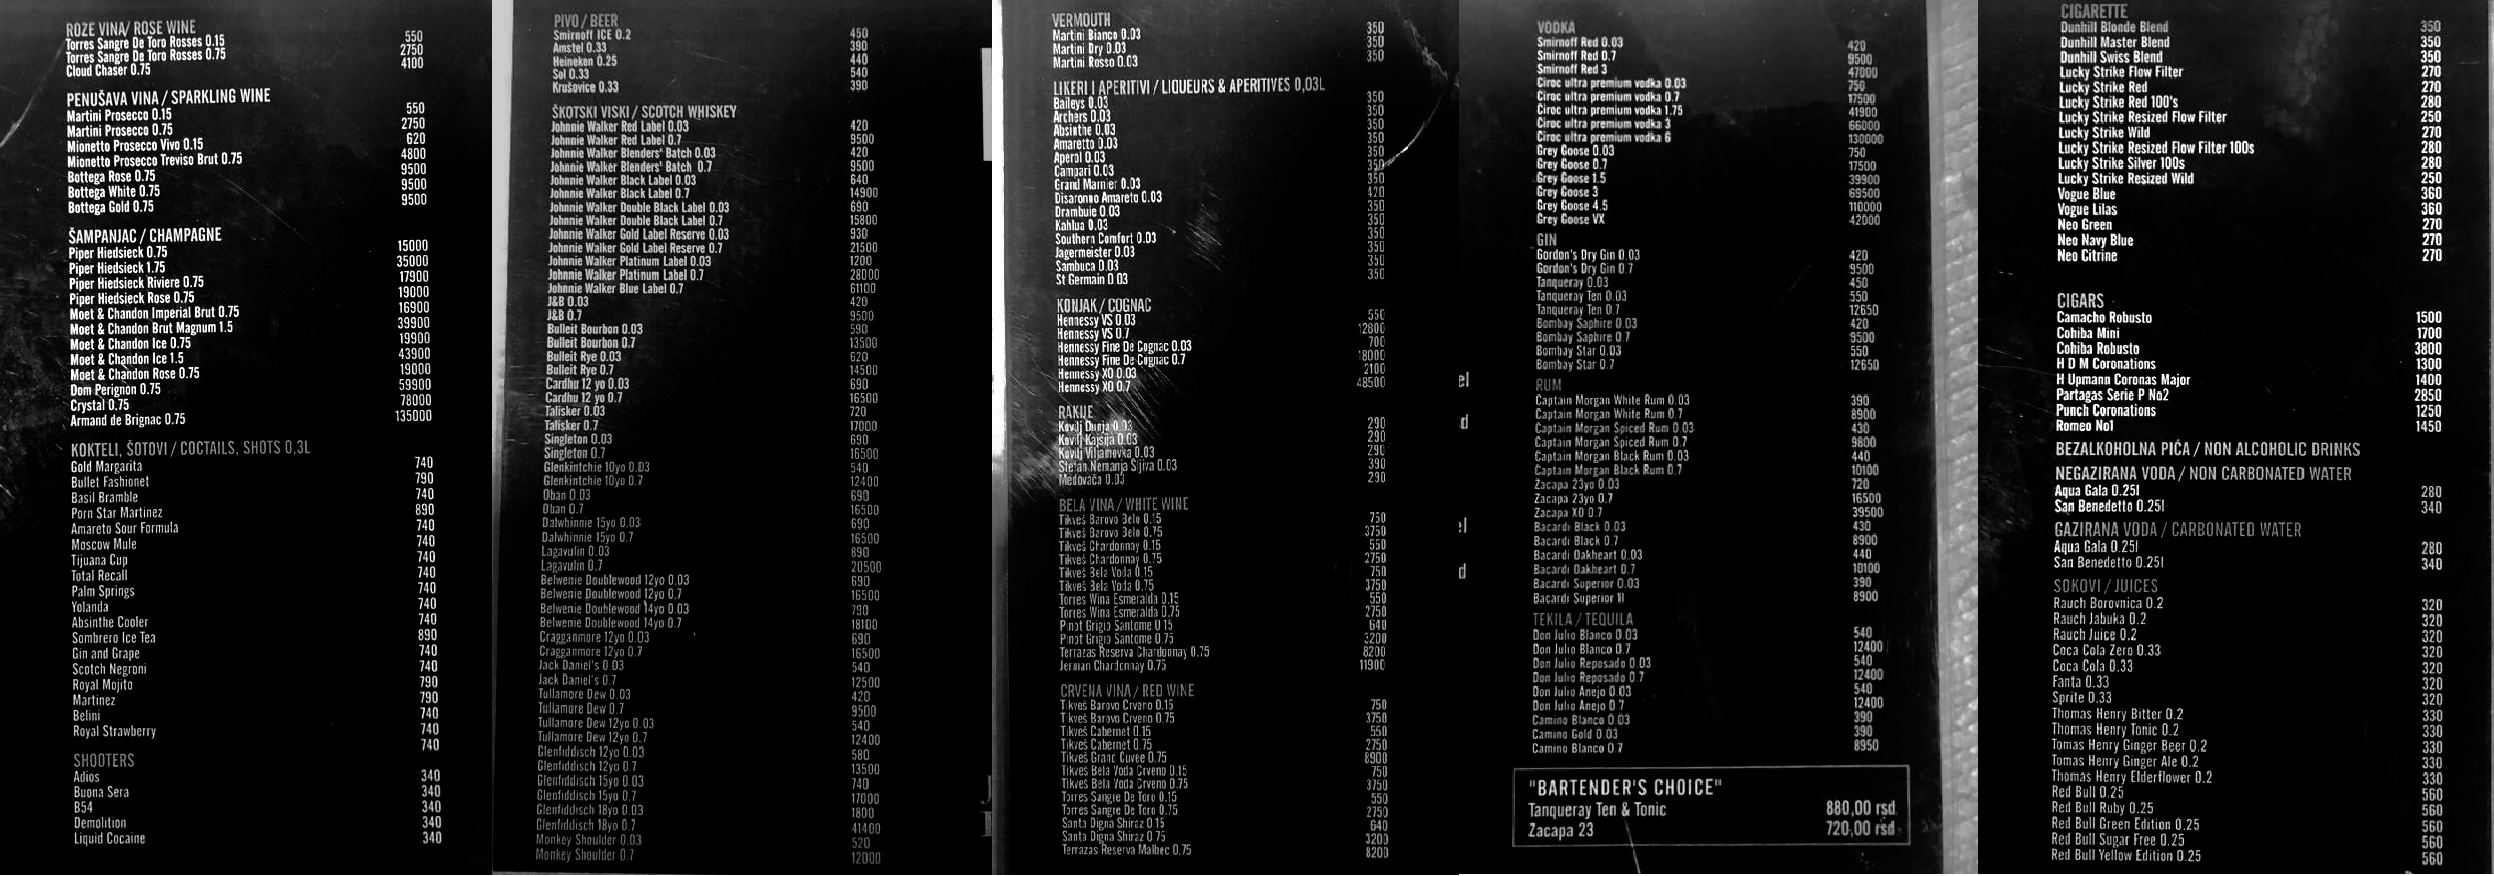 ROZE VINA/ ROSE WINE
Torres Sangre De Toro Rosses 0.15 550
Torres Sangre De Toro Rosses 0.75 2750
Cloud Chaser 0.75 4100
PENUŠAVA VINA / SPARKLING WINE
Martini Prosecco 0.15 550
Martini Prosecco 0.75 2750
Mionetto Prosecco Vivo 0.15 620
Mionetto Prosecco Treviso Brut 0.75 4800
Bottega Rose 0.75 9500
Bottega White 0.75 9500
Bottega Gold 0.75 9500
ŠAMPANJAC / CHAMPAGNE
Piper Hiedsieck 0.75 15000
Piper Hiedsieck 1.75 35000
Piper Hiedsieck Riviere 0.75 17900
Piper Hiedsieck Rose 0.75 19000
Moet & Chandon Imperial Brut 0.75 16900
Moet & Chandon Brut Magnum 1.5 39900
Moet & Chandon Ice 0.75 19900
Moet & Chandon Ice 1.5 43900
Moet & Chandon Rose 0.75 19000
Dom Perignon 0.75 59900
Crystal 0.75 78000
Armand de Brignac 0.75 135000
KOKTELI, ŠOTOVI / COCTAILS, SHOTS 0,3L
Gold Margarita 740
Bullet Fashionet 790
Basil Bramble 740
Porn Star Martinez 890
Amareto Sour Formula 740
Moscow Mule 740
Tijuana Cup 740
Total Recall 740
Palm Springs 740
Yolanda 740
Absinthe Cooler 740
Sombrero Ice Tea 890
Gin and Grape 740
Scotch Negroni 740
Royal Mojito 790
Martinez 790
Belini 740
Royal Strawberry 740
740
SHOOTERS
Adios 340
Buona Sera 340
B54 340
Demolition 340
Liquid Cocaine 340
PIVO / BEER
Smirnoff ICE 0.2 450
Amstel 0.33 390
Heineken 0.25 440
Sol 0.33 540
Krušovice 0.33 390
ŠKOTSKI VISKI / SCOTCH WHISKEY
Johnnie Walker Red Label 0.03 420
Johnnie Walker Red Label 0.7 9500
Johnnie Walker Blenders' Batch 0.03 420
Johnnie Walker Blenders' Batch 0.7 9500
Johnnie Walker Black Label 0.03 640
Johnnie Walker Black Label 0.7 14900
Johnnie Walker Double Black Label 0.03 690
Johnnie Walker Double Black Label 0.7 15800
Johnnie Walker Gold Label Reserve 0.03 930
Johnnie Walker Gold Label Reserve 0.7 21500
Johnnie Walker Platinum Label 0.03 1200
Johnnie Walker Platinum Label 0.7 28000
Johnnie Walker Blue Label 0.7 61100
J&B 0.03 420
J&B 0.7 9500
Bulleit Bourbon 0.03 590
Bulleit Bourbon 0.7 13500
Bulleit Rye 0.03 620
Bulleit Rye 0.7 14500
Cardhu 12 yo 0.03 690
Cardhu 12 yo 0.7 16500
Talisker 0.03 720
Talisker 0.7 17000
Singleton 0.03 690
Singleton 0.7 16500
Glenkintchie 10yo 0.03 540
Glenkintchie 10yo 0.7 12400
Oban 0.03 690
Oban 0.7 16500
Dalwhinnie 15yo 0.03 690
Dalwhinnie 15yo 0.7 16500
Lagavulin 0.03 890
Lagavulin 0.7 20500
Belwenie Doublewood 12yo 0.03 690
Belwenie Doublewood 12yo 0.7 16500
Belwenie Doublewood 14yo 0.03 790
Belwenie Doublewood 14yo 0.7 18100
Cragganmore 12yo 0.03 690
Cragganmore 12yo 0.7 16500
Jack Daniel's 0.03 540
Jack Daniel's 0.7 12500
Tullamore Dew 0.03 420
Tullamore Dew 0.7 9500
Tullamore Dew 12yo 0.03 540
Tullamore Dew 12yo 0.7 12400
Glenfiddisch 12yo 0.03 580
Glenfiddisch 12yo 0.7 13500
Glenfiddisch 15yo 0.03 740
Glenfiddisch 15yo 0.7 17000
Glenfiddisch 18yo 0.03 1800
Glenfiddisch 18yo 0.7 41400
Monkey Shoulder 0.03 520
Monkey Shoulder 0.7 12000
VERMOUTH
Martini Bianco 0.03 350
Martini Dry 0.03 350
Martini Rosso 0.03 350
LIKERI I APERITIVI / LIQUEURS & APERITIVES 0,03L
Baileys 0.03 350
Archers 0.03 350
Absinthe 0.03 350
Amaretto 0.03 350
Aperol 0.03 350
Campari 0.03 350
Grand Marnier 0.03 350
Disaronno Amareto 0.03 420
Drambuie 0.03 350
Kahlua 0.03 350
Southern Comfort 0.03 350
Jagermeister 0.03 350
Sambuca 0.03 350
St Germain 0.03 350
KONJAK / COGNAC
Hennessy VS 0.03 550
Hennessy VS 0.7 12800
Hennessy Fine De Cognac 0.03 700
Hennessy Fine De Cognac 0.7 18000
Hennessy XO 0.03 2100
Hennessy XO 0.7 48500
RAKIJE
Kovilj Dunja 0.03 290
Kovilj Kajsija 0.03 290
Kovilj Viljamovka 0.03 290
Stefan Nemanja Šljiva 0.03 390
Medovača 0.03 290
BELA VINA / WHITE WINE
Tikveš Barovo Belo 0.15 750
Tikveš Barovo Belo 0.75 3750
Tikveš Chardonnay 0.15 550
Tikveš Chardonnay 0.75 2750
Tikveš Bela Voda 0.15 750
Tikveš Bela Voda 0.75 3750
Torres Wina Esmeralda 0.15 550
Torres Wina Esmeralda 0.75 2750
Pinot Grigio Santome 0.15 640
Pinot Grigio Santome 0.75 3200
Terrazas Reserva Chardonnay 0.75 8200
Jerman Chardonnay 0.75 11900
CRVENA VINA / RED WINE
Tikveš Barovo Crveno 0.15 750
Tikveš Barovo Crveno 0.75 3750
Tikveš Cabernet 0.15 550
Tikveš Cabernet 0.75 2750
Tikveš Grand Cuvee 0.75 8900
Tikveš Bela Voda Crveno 0.15 750
Tikveš Bela Voda Crveno 0.75 3750
Torres Sangre De Toro 0.15 550
Torres Sangre De Toro 0.75 2750
Santa Digna Shiraz 0.15 640
Santa Digna Shiraz 0.75 3200
Terrazas Reserva Malbec 0.75 8200
VODKA
Smirnoff Red 0.03 420
Smirnoff Red 0.7 9500
Smirnoff Red 3 47000
Ciroc ultra premium vodka 0.03 750
Ciroc ultra premium vodka 0.7 17500
Ciroc ultra premium vodka 1.75 41900
Ciroc ultra premium vodka 3 66000
Ciroc ultra premium vodka 6 130000
Grey Goose 0.03 750
Grey Goose 0.7 17500
Grey Goose 1.5 39900
Grey Goose 3 69500
Grey Goose 4.5 110000
Grey Goose VX 42000
GIN
Gordon's Dry Gin 0.03 420
Gordon's Dry Gin 0.7 9500
Tanqueray 0.03 450
Tanqueray Ten 0.03 550
Tanqueray Ten 0.7 12650
Bombay Saphire 0.03 420
Bombay Saphire 0.7 9500
Bombay Star 0.03 550
Bombay Star 0.7 12650
RUM
Captain Morgan White Rum 0.03 390
Captain Morgan White Rum 0.7 8900
Captain Morgan Spiced Rum 0.03 430
Captain Morgan Spiced Rum 0.7 9800
Captain Morgan Black Rum 0.03 440
Captain Morgan Black Rum 0.7 10100
Zacapa 23yo 0.03 720
Zacapa 23yo 0.7 16500
Zacapa XO 0.7 39500
Bacardi Black 0.03 430
Bacardi Black 0.7 8900
Bacardi Oakheart 0.03 440
Bacardi Oakheart 0.7 10100
Bacardi Superior 0.03 390
Bacardi Superior 1l 8900
TEKILA / TEQUILA
Don Julio Blanco 0.03 540
Don Julio Blanco 0.7 12400
Don Julio Reposado 0.03 540
Don Julio Reposado 0.7 12400
Don Julio Anejo 0.03 540
Don Julio Anejo 0.7 12400
Camino Blanco 0.03 390
Camino Gold 0.03 390
Camino Blanco 0.7 8950
"BARTENDER'S CHOICE"
Tanqueray Ten & Tonic 880,00 rsd
Zacapa 23 720,00 rsd
CIGARETTE
Dunhill Blonde Blend 350
Dunhill Master Blend 350
Dunhill Swiss Blend 350
Lucky Strike Flow Filter 270
Lucky Strike Red 270
Lucky Strike Red 100's 280
Lucky Strike Resized Flow Filter 250
Lucky Strike Wild 270
Lucky Strike Resized Flow Filter 100s 280
Lucky Strike Silver 100s 280
Lucky Strike Resized Wild 250
Vogue Blue 360
Vogue Lilas 360
Neo Green 270
Neo Navy Blue 270
Neo Citrine 270
CIGARS
Camacho Robusto 1500
Cohiba Mini 1700
Cohiba Robusto 3800
H D M Coronations 1300
H Upmann Coronas Major 1400
Partagas Serie P No2 2850
Punch Coronations 1250
Romeo No1 1450
BEZALKOHOLNA PIĆA / NON ALCOHOLIC DRINKS
NEGAZIRANA VODA / NON CARBONATED WATER
Aqua Gala 0.25l 280
San Benedetto 0.25l 340
GAZIRANA VODA / CARBONATED WATER
Aqua Gala 0.25l 280
San Benedetto 0.25l 340
SOKOVI / JUICES
Rauch Borovnica 0.2 320
Rauch Jabuka 0.2 320
Rauch Juice 0.2 320
Coca Cola Zero 0.33 320
Coca Cola 0.33 320
Fanta 0.33 320
Sprite 0.33 320
Thomas Henry Bitter 0.2 330
Thomas Henry Tonic 0.2 330
Tomas Henry Ginger Beer 0.2 330
Tomas Henry Ginger Ale 0.2 330
Thomas Henry Elderflower 0.2 330
Red Bull 0.25 560
Red Bull Ruby 0.25 560
Red Bull Green Edition 0.25 560
Red Bull Sugar Free 0.25 560
Red Bull Yellow Edition 0.25 560